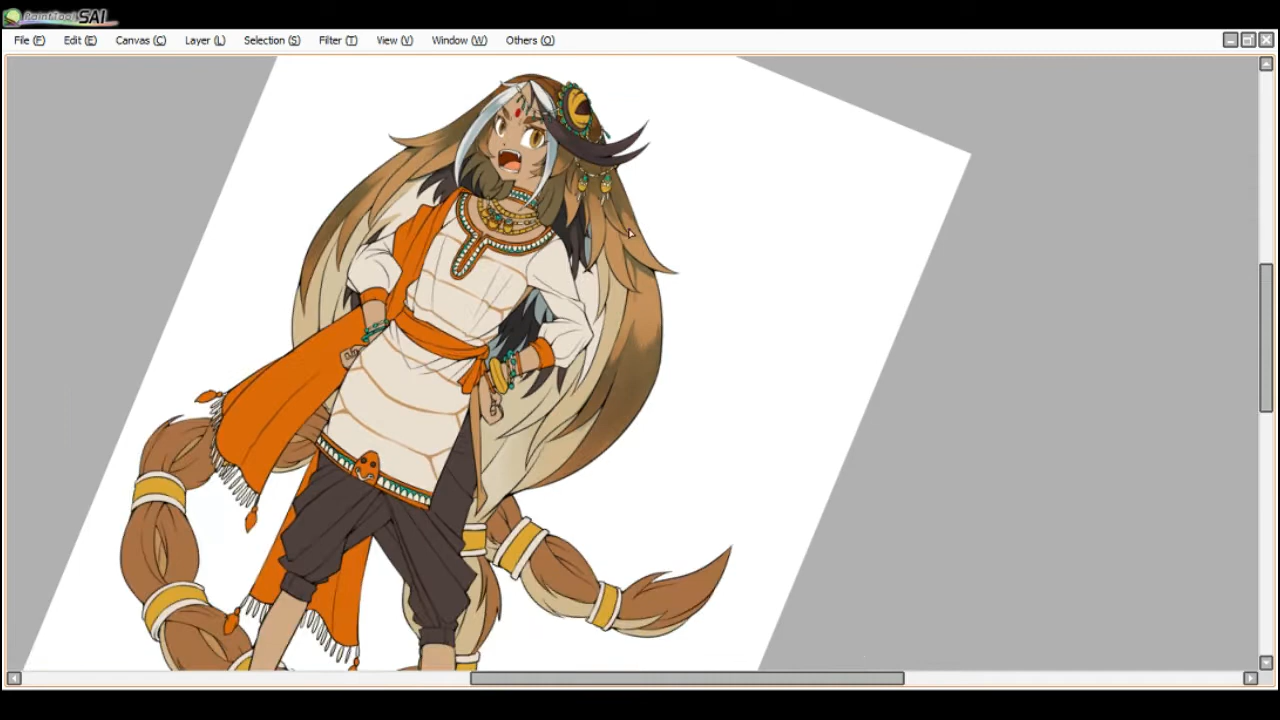 PaintTool SAI
File (F) Edit (E) Canvas (C) Layer (L) Selection (S) Filter (T) View (V) Window (W) Others (O)